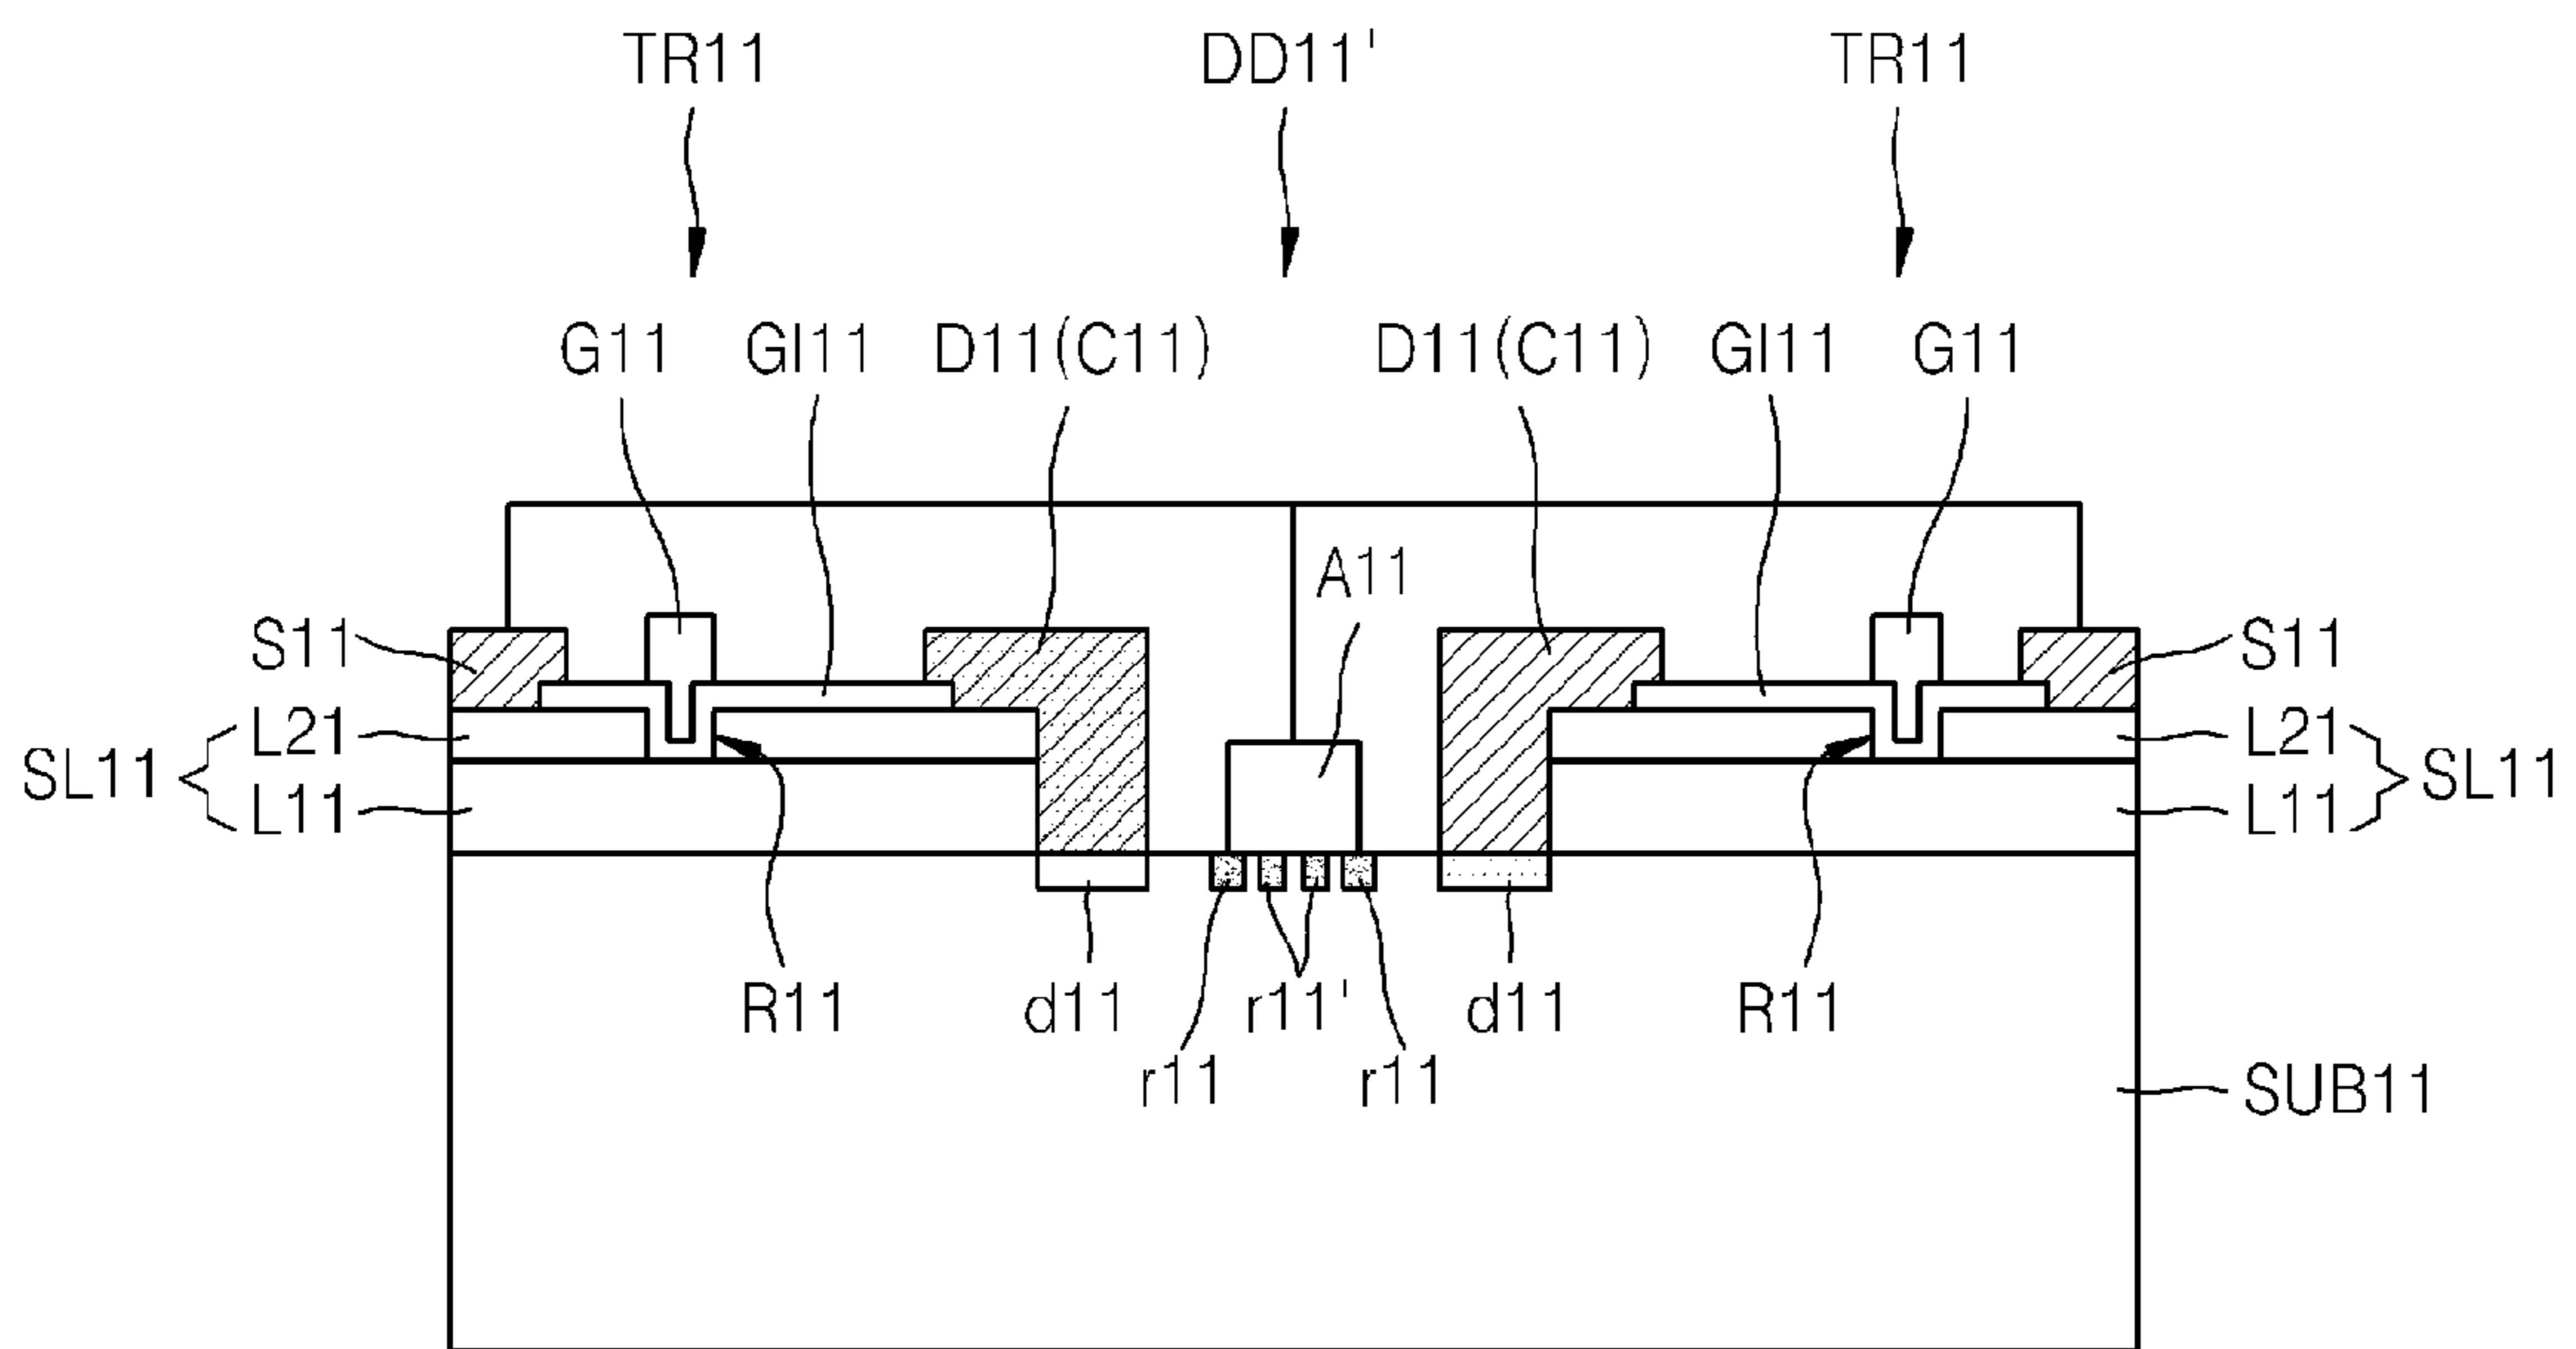 TR11 DD11' TR11
G11 GI11 D11(C11) D11(C11) GI11 G11
A11
S11 S11
L21 L21
SL11 SL11
L11 L11
R11 d11 r11' d11 R11
r11 r11
SUB11